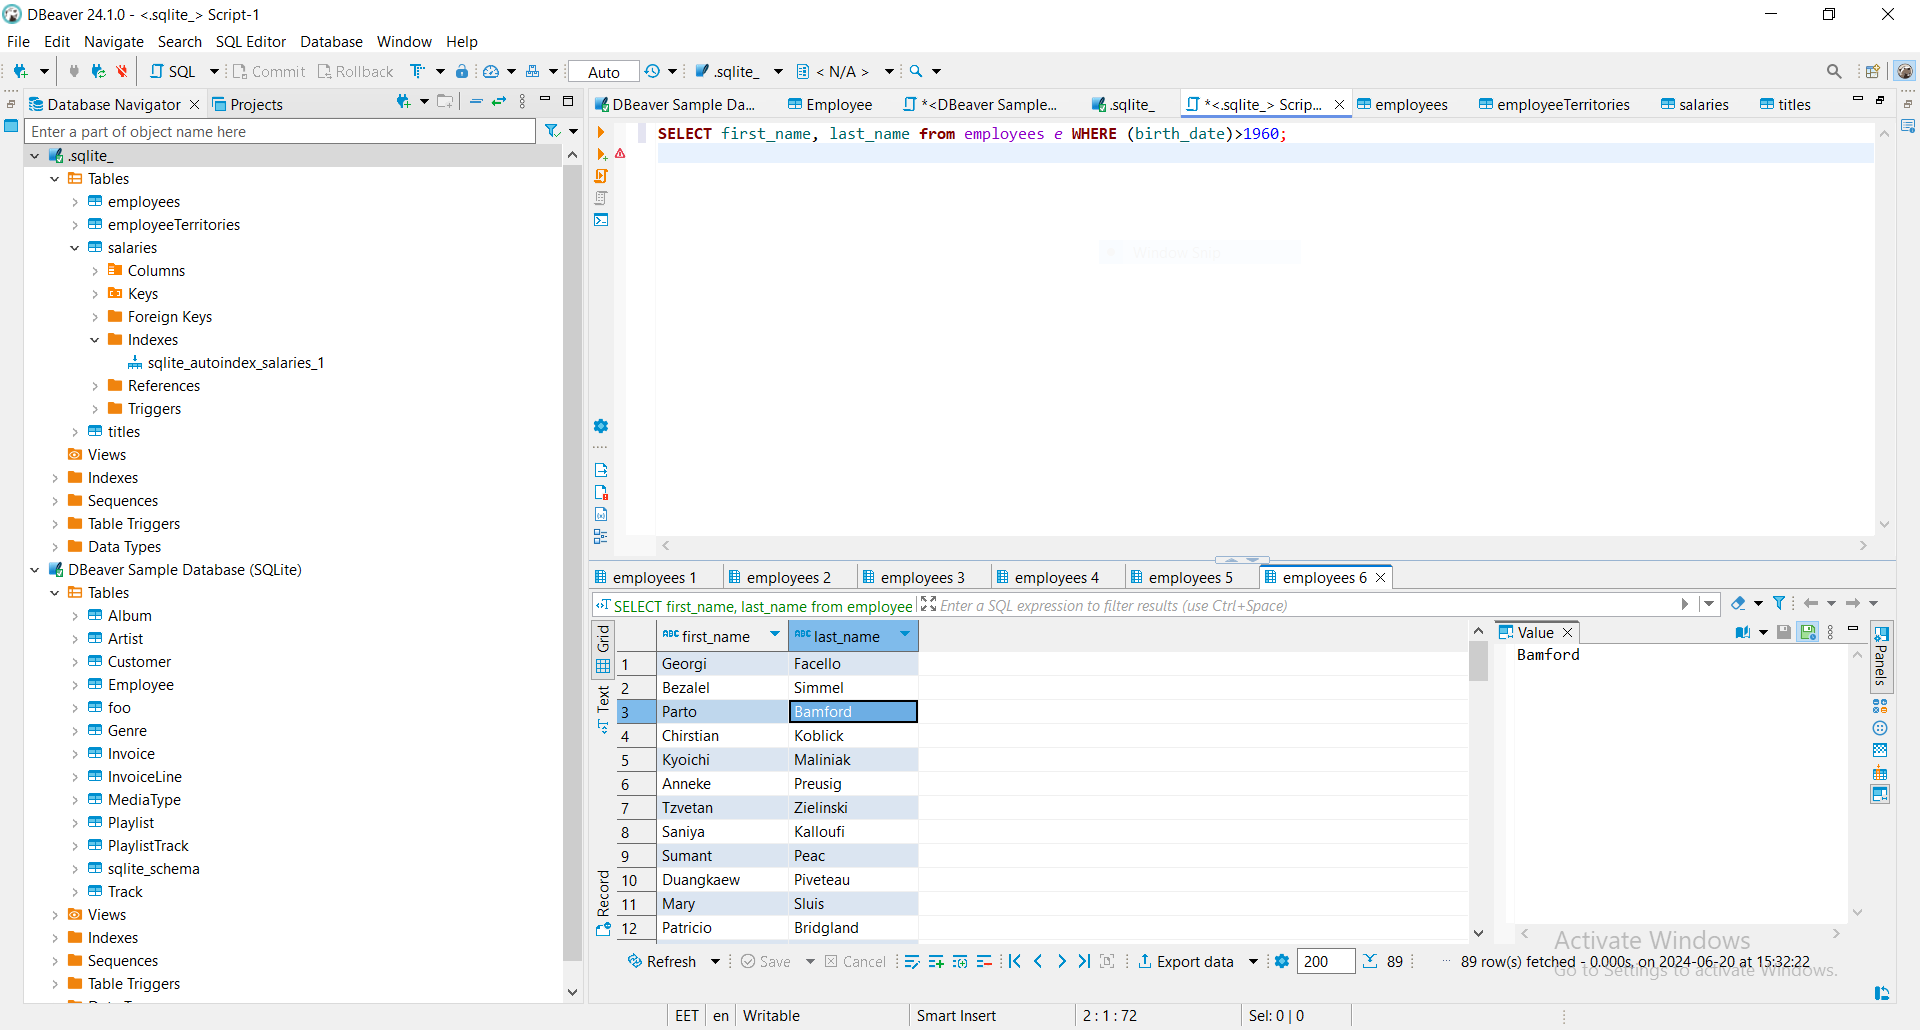 DBeaver 24.1.0 - <.sqlite_> Script-1
File Edit Navigate Search SQL Editor Database Window Help
SQL Commit Rollback Auto .sqlite_ < N/A >
Database Navigator Projects
Enter a part of object name here
.sqlite_
Tables
employees
employeeTerritories
salaries
Columns
Keys
Foreign Keys
Indexes
sqlite_autoindex_salaries_1
References
Triggers
titles
Views
Indexes
Sequences
Table Triggers
Data Types
DBeaver Sample Database (SQLite)
Tables
Album
Artist
Customer
Employee
foo
Genre
Invoice
InvoiceLine
MediaType
Playlist
PlaylistTrack
sqlite_schema
Track
Views
Indexes
Sequences
Table Triggers
DBeaver Sample Da... Employee *<DBeaver Sample... .sqlite_ *<.sqlite_> Scrip... employees employeeTerritories salaries titles
SELECT first_name, last_name from employees e WHERE (birth_date)>1960;
Window Snip
employees 1 employees 2 employees 3 employees 4 employees 5 employees 6
SELECT first_name, last_name from employee Enter a SQL expression to filter results (use Ctrl+Space)
Grid
Text
Record
ABC first_name ABC last_name
1 Georgi Facello
2 Bezalel Simmel
3 Parto Bamford
4 Chirstian Koblick
5 Kyoichi Maliniak
6 Anneke Preusig
7 Tzvetan Zielinski
8 Saniya Kalloufi
9 Sumant Peac
10 Duangkaew Piveteau
11 Mary Sluis
12 Patricio Bridgland
Value
Bamford
Panels
Refresh Save Cancel Export data 200 89 89 row(s) fetched - 0.000s, on 2024-06-20 at 15:32:22
Activate Windows
Go to Settings to activate Windows.
EET en Writable Smart Insert 2 : 1 : 72 Sel: 0 | 0